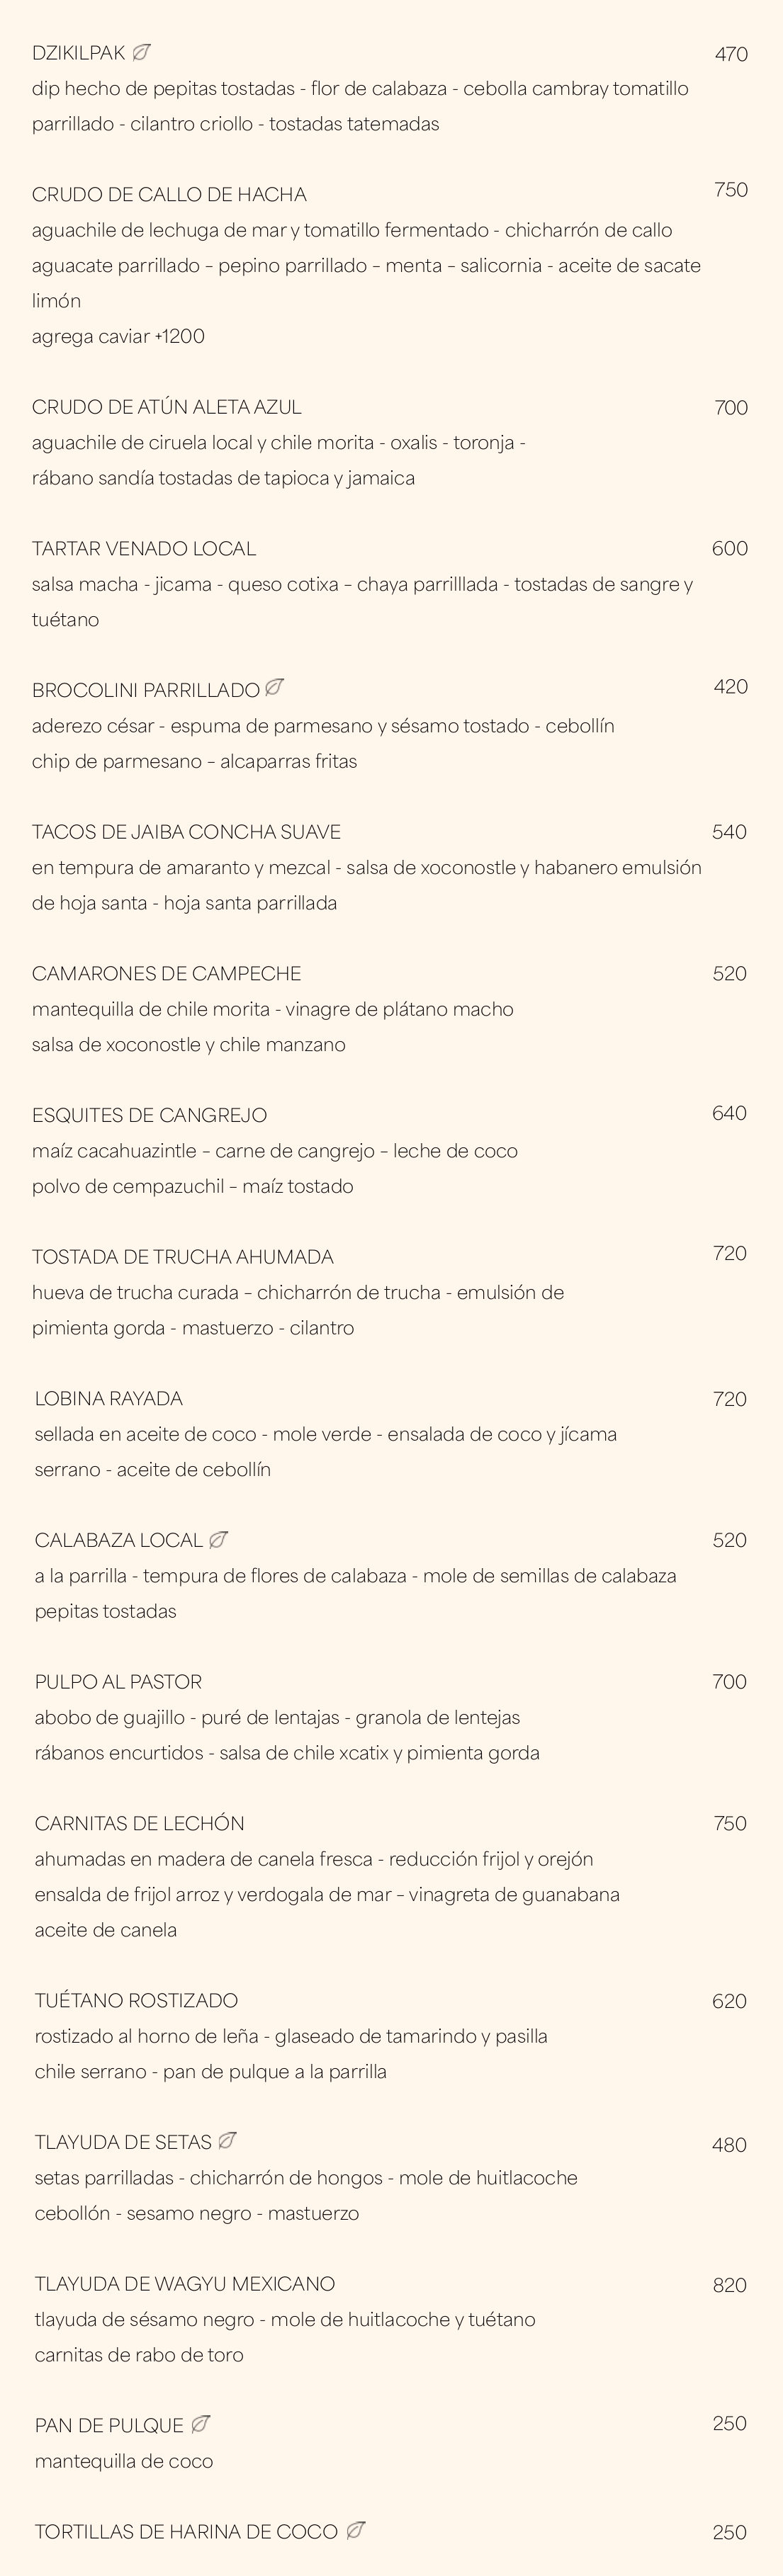 DZIKILPAK 470
dip hecho de pepitas tostadas - flor de calabaza - cebolla cambray tomatillo
parrillado - cilantro criollo - tostadas tatemadas
CRUDO DE CALLO DE HACHA 750
aguachile de lechuga de mar y tomatillo fermentado - chicharrón de callo
aguacate parrillado – pepino parrillado – menta – salicornia - aceite de sacate
limón
agrega caviar +1200
CRUDO DE ATÚN ALETA AZUL 700
aguachile de ciruela local y chile morita - oxalis - toronja -
rábano sandía tostadas de tapioca y jamaica
TARTAR VENADO LOCAL 600
salsa macha - jicama - queso cotixa – chaya parrilllada - tostadas de sangre y
tuétano
BROCOLINI PARRILLADO 420
aderezo césar - espuma de parmesano y sésamo tostado - cebollín
chip de parmesano – alcaparras fritas
TACOS DE JAIBA CONCHA SUAVE 540
en tempura de amaranto y mezcal - salsa de xoconostle y habanero emulsión
de hoja santa - hoja santa parrillada
CAMARONES DE CAMPECHE 520
mantequilla de chile morita - vinagre de plátano macho
salsa de xoconostle y chile manzano
ESQUITES DE CANGREJO 640
maíz cacahuazintle – carne de cangrejo – leche de coco
polvo de cempazuchil – maíz tostado
TOSTADA DE TRUCHA AHUMADA 720
hueva de trucha curada – chicharrón de trucha - emulsión de
pimienta gorda - mastuerzo - cilantro
LOBINA RAYADA 720
sellada en aceite de coco - mole verde - ensalada de coco y jícama
serrano - aceite de cebollín
CALABAZA LOCAL 520
a la parrilla - tempura de flores de calabaza - mole de semillas de calabaza
pepitas tostadas
PULPO AL PASTOR 700
abobo de guajillo - puré de lentajas - granola de lentejas
rábanos encurtidos - salsa de chile xcatix y pimienta gorda
CARNITAS DE LECHÓN 750
ahumadas en madera de canela fresca - reducción frijol y orejón
ensalda de frijol arroz y verdogala de mar – vinagreta de guanabana
aceite de canela
TUÉTANO ROSTIZADO 620
rostizado al horno de leña - glaseado de tamarindo y pasilla
chile serrano - pan de pulque a la parrilla
TLAYUDA DE SETAS 480
setas parrilladas - chicharrón de hongos - mole de huitlacoche
cebollón - sesamo negro - mastuerzo
TLAYUDA DE WAGYU MEXICANO 820
tlayuda de sésamo negro - mole de huitlacoche y tuétano
carnitas de rabo de toro
PAN DE PULQUE 250
mantequilla de coco
TORTILLAS DE HARINA DE COCO 250